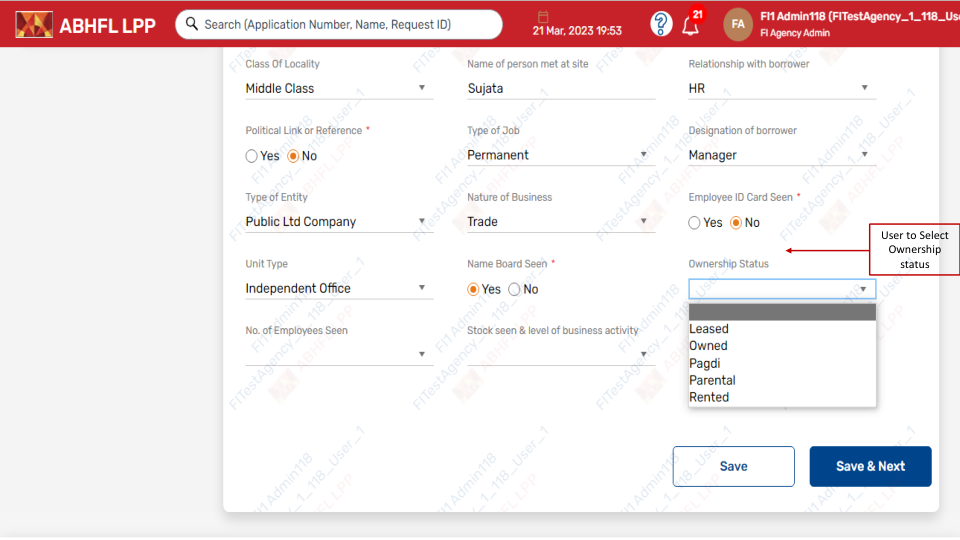 ABHFL LPP
Search (Application Number, Name, Request ID)
21 Mar, 2023 19:53
21
FA
FI1 Admin118 (FITestAgency_1_118_Use
FI Agency Admin
Class Of Locality
Name of person met at site
Relationship with borrower
Middle Class
Sujata
HR
Political Link or Reference *
Type of Job
Designation of borrower
Yes No
Permanent
Manager
Type of Entity
Nature of Business
Employee ID Card Seen *
Public Ltd Company
Trade
Yes No
User to Select
Ownership
status
Unit Type
Name Board Seen *
Ownership Status
Independent Office
Yes No
No. of Employees Seen
Stock seen & level of business activity
Leased
Owned
Pagdi
Parental
Rented
Save
Save & Next